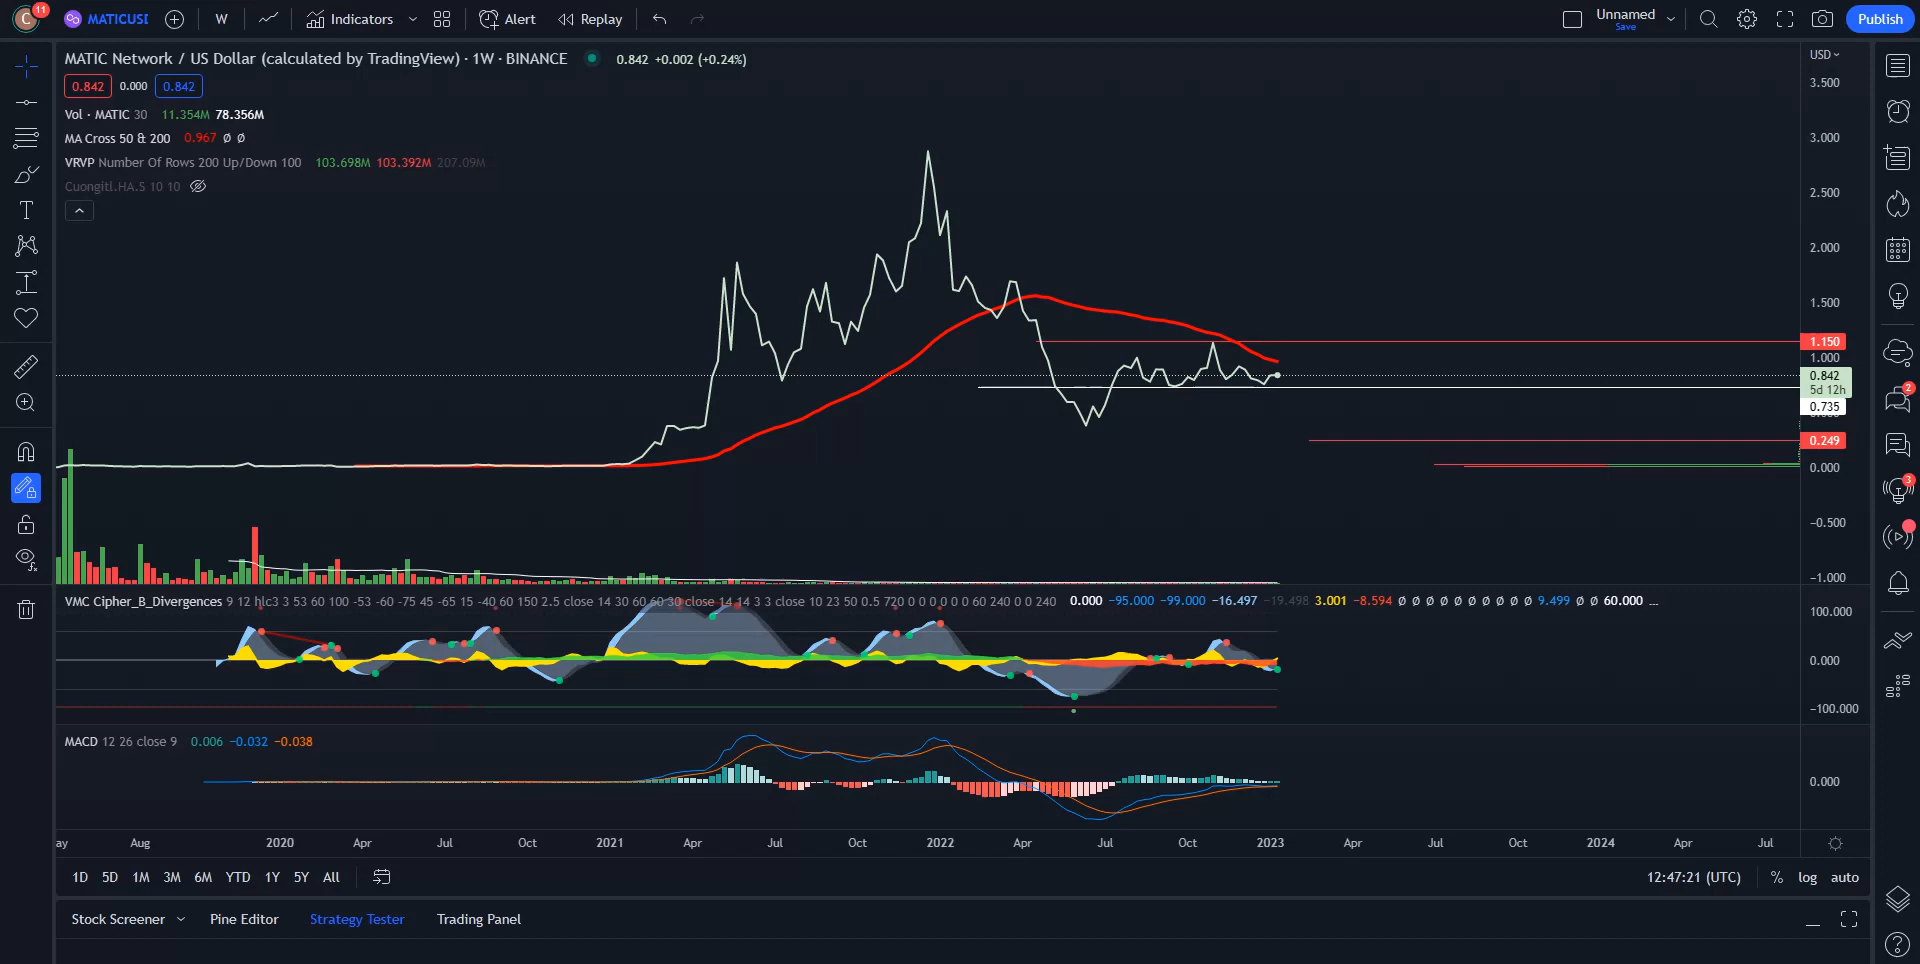 C 11 MATICUSD W Indicators Alert Replay Unnamed Save Publish
MATIC Network / US Dollar (calculated by TradingView) · 1W · BINANCE 0.842 +0.002 (+0.24%)
0.842 0.000 0.842
Vol · MATIC 30 11.354M 78.356M
MA Cross 50 & 200 0.967 ∅ ∅
VRVP Number Of Rows 200 Up/Down 100 103.698M 103.392M 207.09M
Cuongitl.HA.S 10 10
USD
3.500
3.000
2.500
2.000
1.500
1.150
1.000
0.842
5d 12h
0.735
0.249
0.000
−0.500
−1.000
VMC Cipher_B_Divergences 9 12 hlc3 3 53 60 100 -53 -60 -75 45 -65 15 -40 60 150 2.5 close 14 30 60 60 30 close 14 14 3 3 close 10 23 50 0.5 720 0 0 0 0 0 0 60 240 0 0 240 0.000 −95.000 −99.000 −16.497 −19.498 3.001 −8.594 ∅ ∅ ∅ ∅ ∅ ∅ ∅ ∅ ∅ ∅ 9.499 ∅ ∅ 60.000 ...
100.000
0.000
−100.000
MACD 12 26 close 9 0.006 −0.032 −0.038
0.000
ay Aug 2020 Apr Jul Oct 2021 Apr Jul Oct 2022 Apr Jul Oct 2023 Apr Jul Oct 2024 Apr Jul
1D 5D 1M 3M 6M YTD 1Y 5Y All 12:47:21 (UTC) % log auto
Stock Screener Pine Editor Strategy Tester Trading Panel
2
3